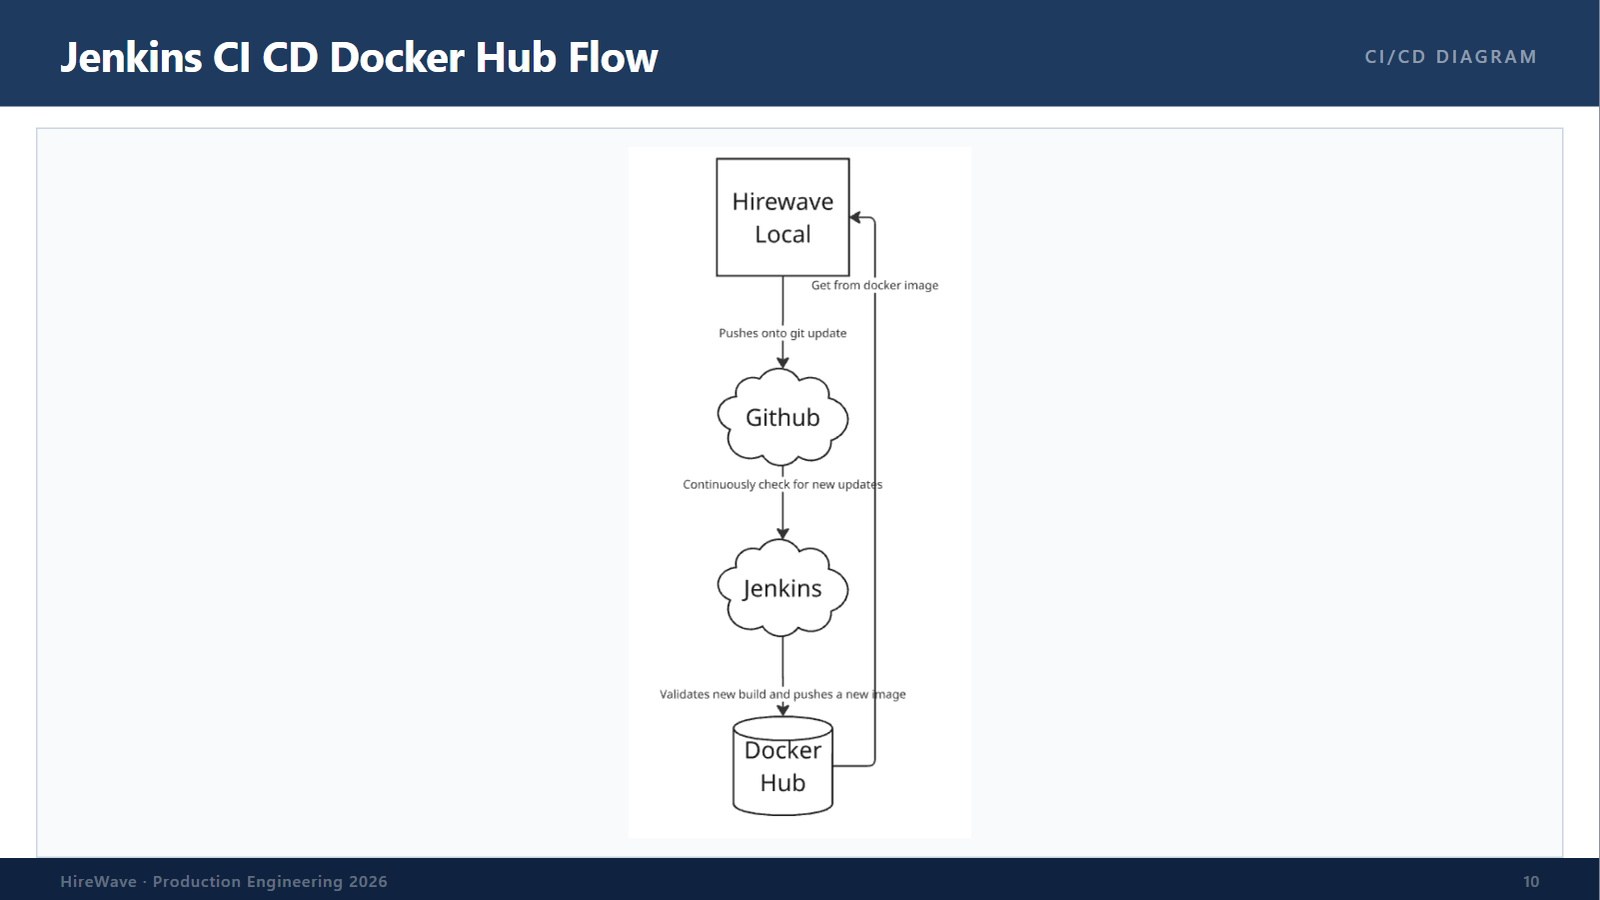 Jenkins CI CD Docker Hub Flow
CI/CD DIAGRAM
Hirewave
Local
Get from docker image
Pushes onto git update
Github
Continuously check for new updates
Jenkins
Validates new build and pushes a new image
Docker
Hub
HireWave · Production Engineering 2026
10